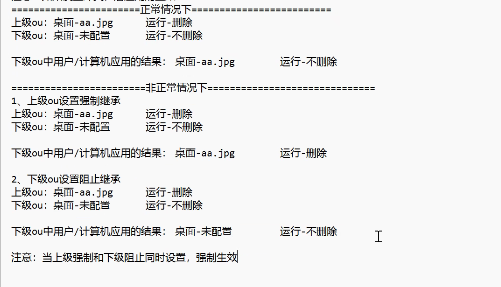 ======================正常情况下========================
上级ou: 桌面-aa.jpg 运行-删除
下级ou: 桌面-未配置 运行-不删除
下级ou中用户/计算机应用的结果: 桌面-aa.jpg 运行-不删除
=======================非正常情况下=============================
1、上级ou设置强制继承
上级ou: 桌面-aa.jpg 运行-删除
下级ou: 桌面-未配置 运行-不删除
下级ou中用户/计算机应用的结果: 桌面-aa.jpg 运行-删除
2、下级ou设置阻止继承
上级ou: 桌面-aa.jpg 运行-删除
下级ou: 桌面-未配置 运行-不删除
下级ou中用户/计算机应用的结果: 桌面-未配置 运行-不删除
注意: 当上级强制和下级阻止同时设置, 强制生效